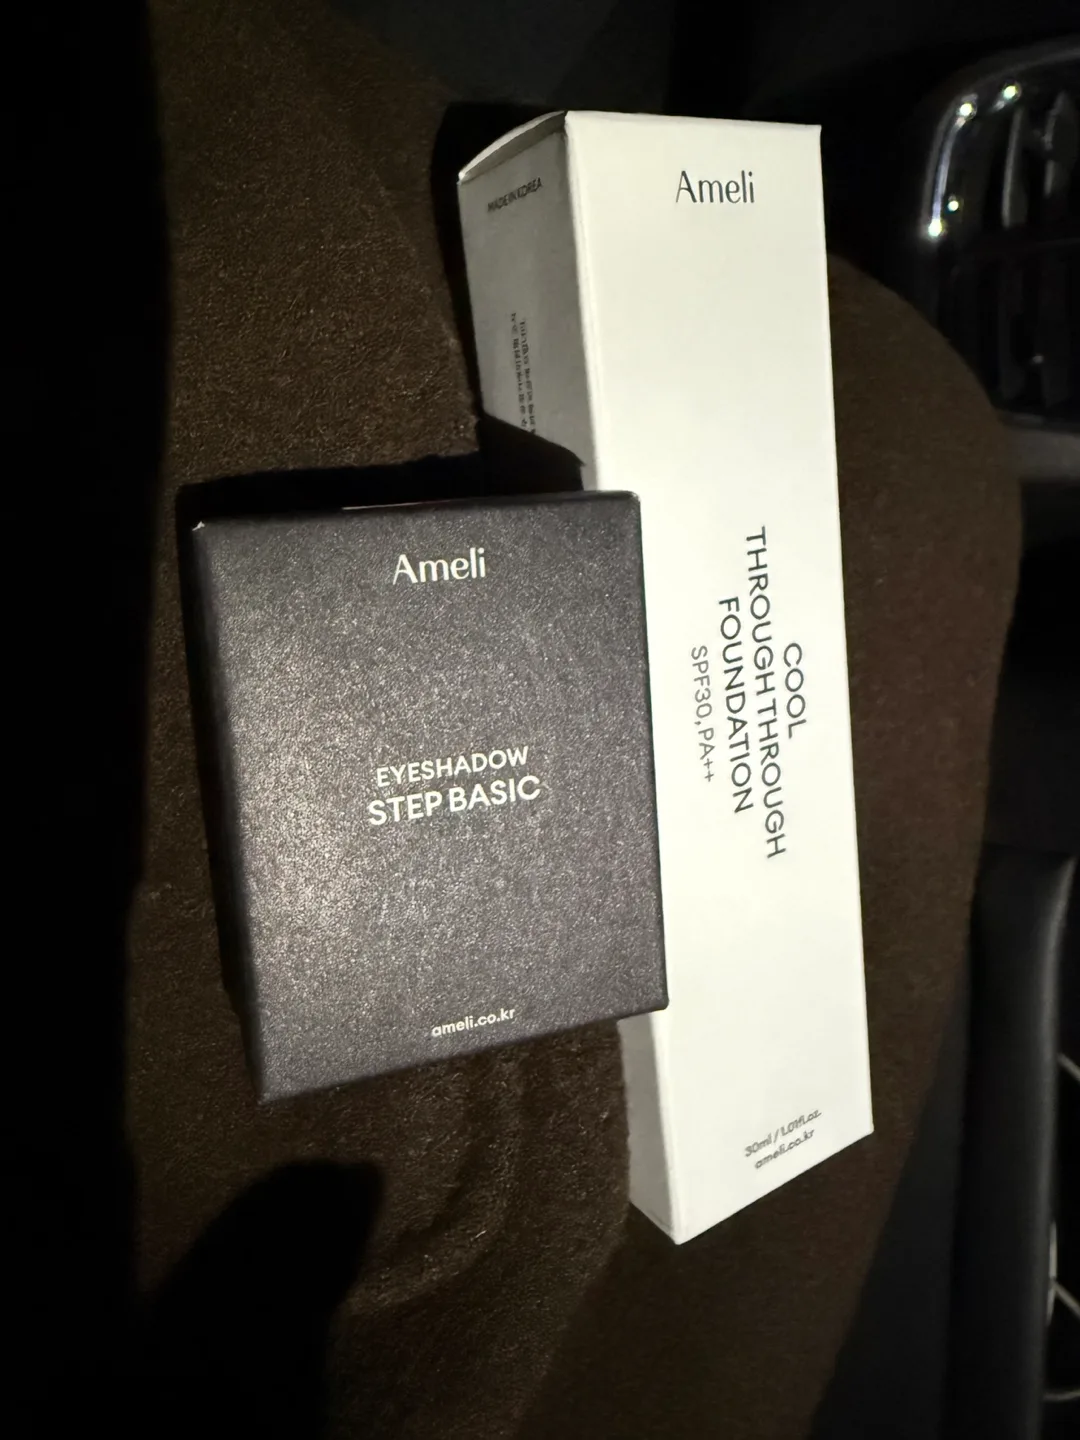 Ameli
EYESHADOW
STEP BASIC
ameli.co.kr
MADE IN KOREA
Ameli
COOL
THROUGH THROUGH
FOUNDATION
SPF30, PA++
30ml / 1.01fl.oz.
ameli.co.kr